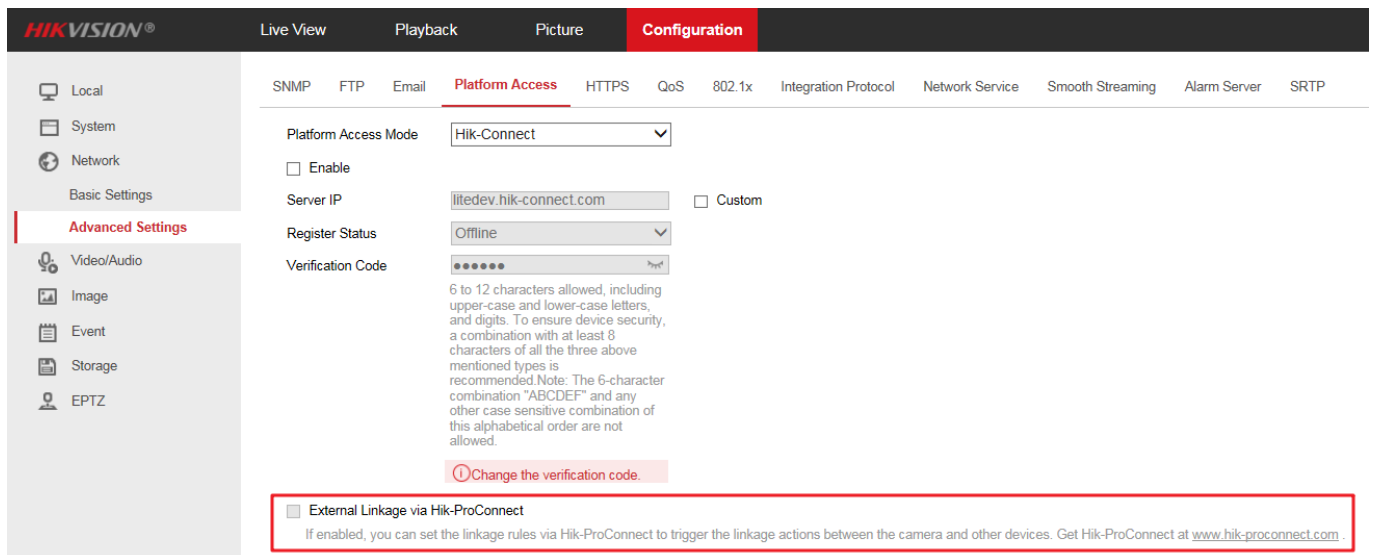 HIKVISION®
Live View Playback Picture Configuration
Local
System
Network
Basic Settings
Advanced Settings
Video/Audio
Image
Event
Storage
EPTZ
SNMP FTP Email Platform Access HTTPS QoS 802.1x Integration Protocol Network Service Smooth Streaming Alarm Server SRTP
Platform Access Mode Hik-Connect
Enable
Server IP litedev.hik-connect.com Custom
Register Status Offline
Verification Code ●●●●●●
6 to 12 characters allowed, including
upper-case and lower-case letters,
and digits. To ensure device security,
a combination with at least 8
characters of all the three above
mentioned types is
recommended.Note: The 6-character
combination "ABCDEF" and any
other case sensitive combination of
this alphabetical order are not
allowed.
Change the verification code.
External Linkage via Hik-ProConnect
If enabled, you can set the linkage rules via Hik-ProConnect to trigger the linkage actions between the camera and other devices. Get Hik-ProConnect at www.hik-proconnect.com .